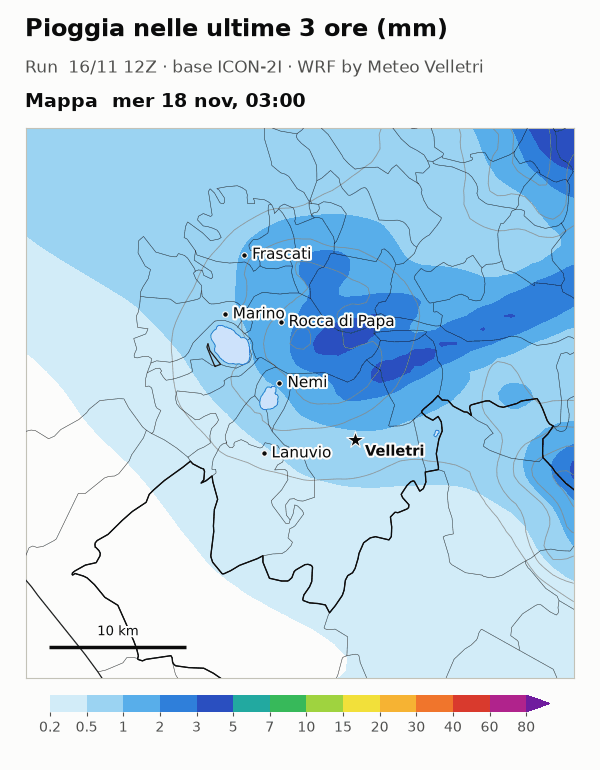 Pioggia nelle ultime 3 ore (mm)
Run  16/11 12Z · base ICON-2I · WRF by Meteo Velletri
Mappa  mer 18 nov, 03:00
Frascati
Marino
Rocca di Papa
Nemi
Velletri
Lanuvio
10 km
0.2 0.5 1 2 3 5 7 10 15 20 30 40 60 80